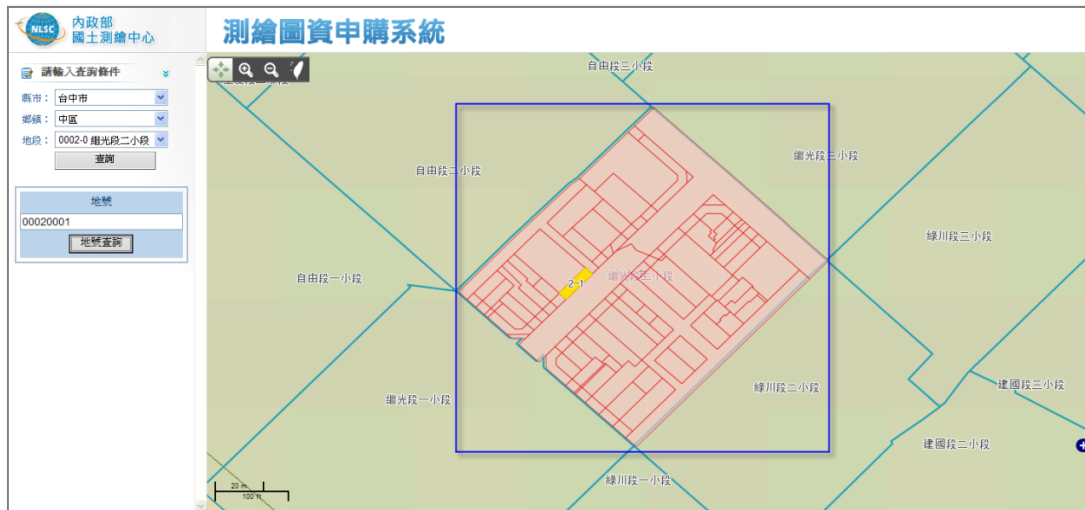 NLSC
內政部
國土測繪中心
測繪圖資申購系統
請輸入查詢條件
縣市： 台中市
鄉鎮： 中區
地段： 0002-0 繼光段二小段
查詢
地號
00020001
地號查詢
自由段三小段
自由段二小段
繼光段三小段
綠川段三小段
自由段一小段
2-1
繼光段二小段
繼光段一小段
綠川段二小段
建國段三小段
建國段二小段
綠川段一小段
20 m
100 ft